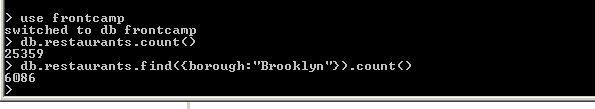 > use frontcamp
switched to db frontcamp
> db.restaurants.count()
25359
> db.restaurants.find({borough:"Brooklyn"}).count()
6086
>